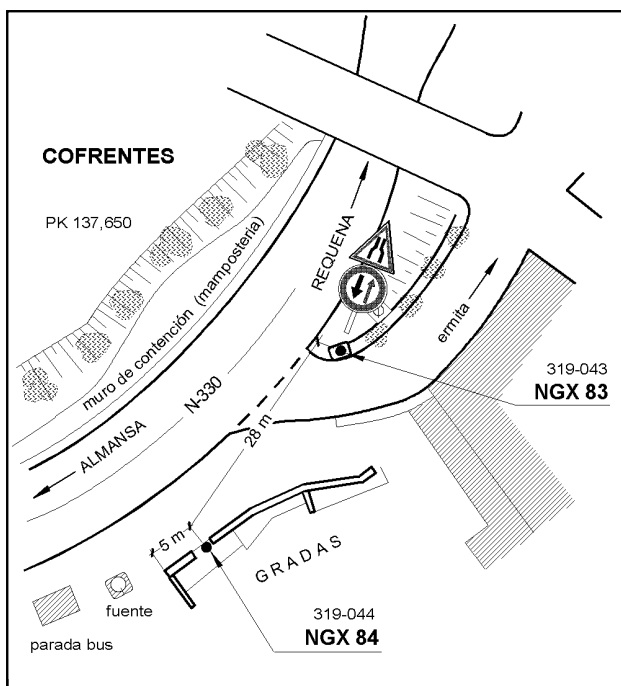 COFRENTES
PK 137,650
muro de contención (mamposteria)
REQUENA
ermita
319-043
NGX 83
N-330
ALMANSA
28 m
5 m
GRADAS
319-044
NGX 84
fuente
parada bus